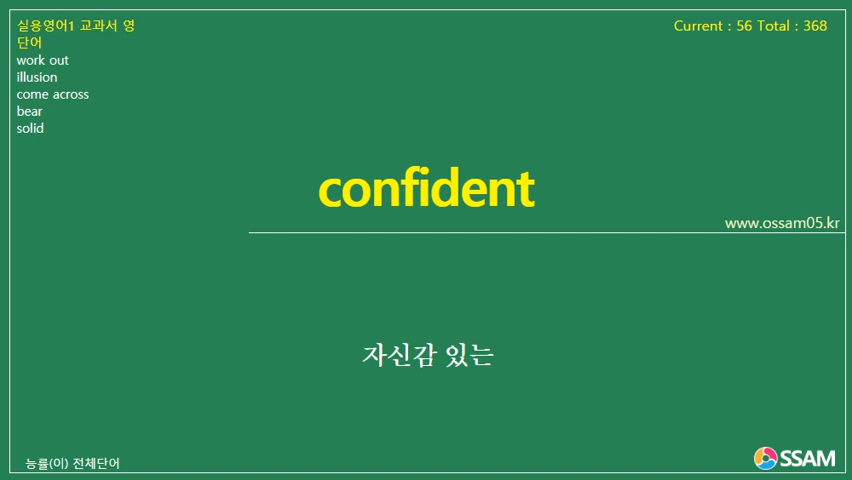 실용영어1 교과서 영
단어
work out
illusion
come across
bear
solid
Current : 56 Total : 368
confident
www.ossam05.kr
자신감 있는
능률(이) 전체단어
OSSAM